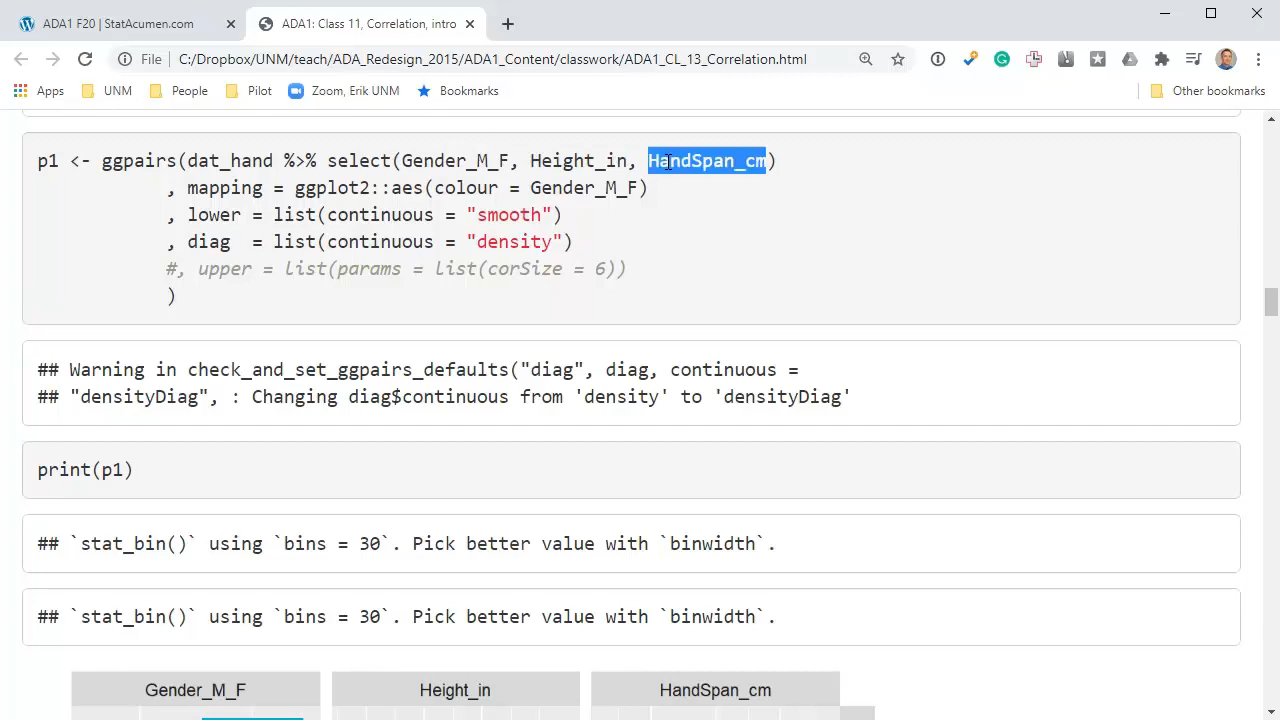 ADA1 F20 | StatAcumen.com
ADA1: Class 11, Correlation, intro
File
C:/Dropbox/UNM/teach/ADA_Redesign_2015/ADA1_Content/classwork/ADA1_CL_13_Correlation.html
Apps
UNM
People
Pilot
Zoom, Erik UNM
Bookmarks
Other bookmarks
p1 <- ggpairs(dat_hand %>% select(Gender_M_F, Height_in, HandSpan_cm)
, mapping = ggplot2::aes(colour = Gender_M_F)
, lower = list(continuous = "smooth")
, diag  = list(continuous = "density")
#, upper = list(params = list(corSize = 6))
)
## Warning in check_and_set_ggpairs_defaults("diag", diag, continuous =
## "densityDiag", : Changing diag$continuous from 'density' to 'densityDiag'
print(p1)
## `stat_bin()` using `bins = 30`. Pick better value with `binwidth`.
## `stat_bin()` using `bins = 30`. Pick better value with `binwidth`.
Gender_M_F
Height_in
HandSpan_cm